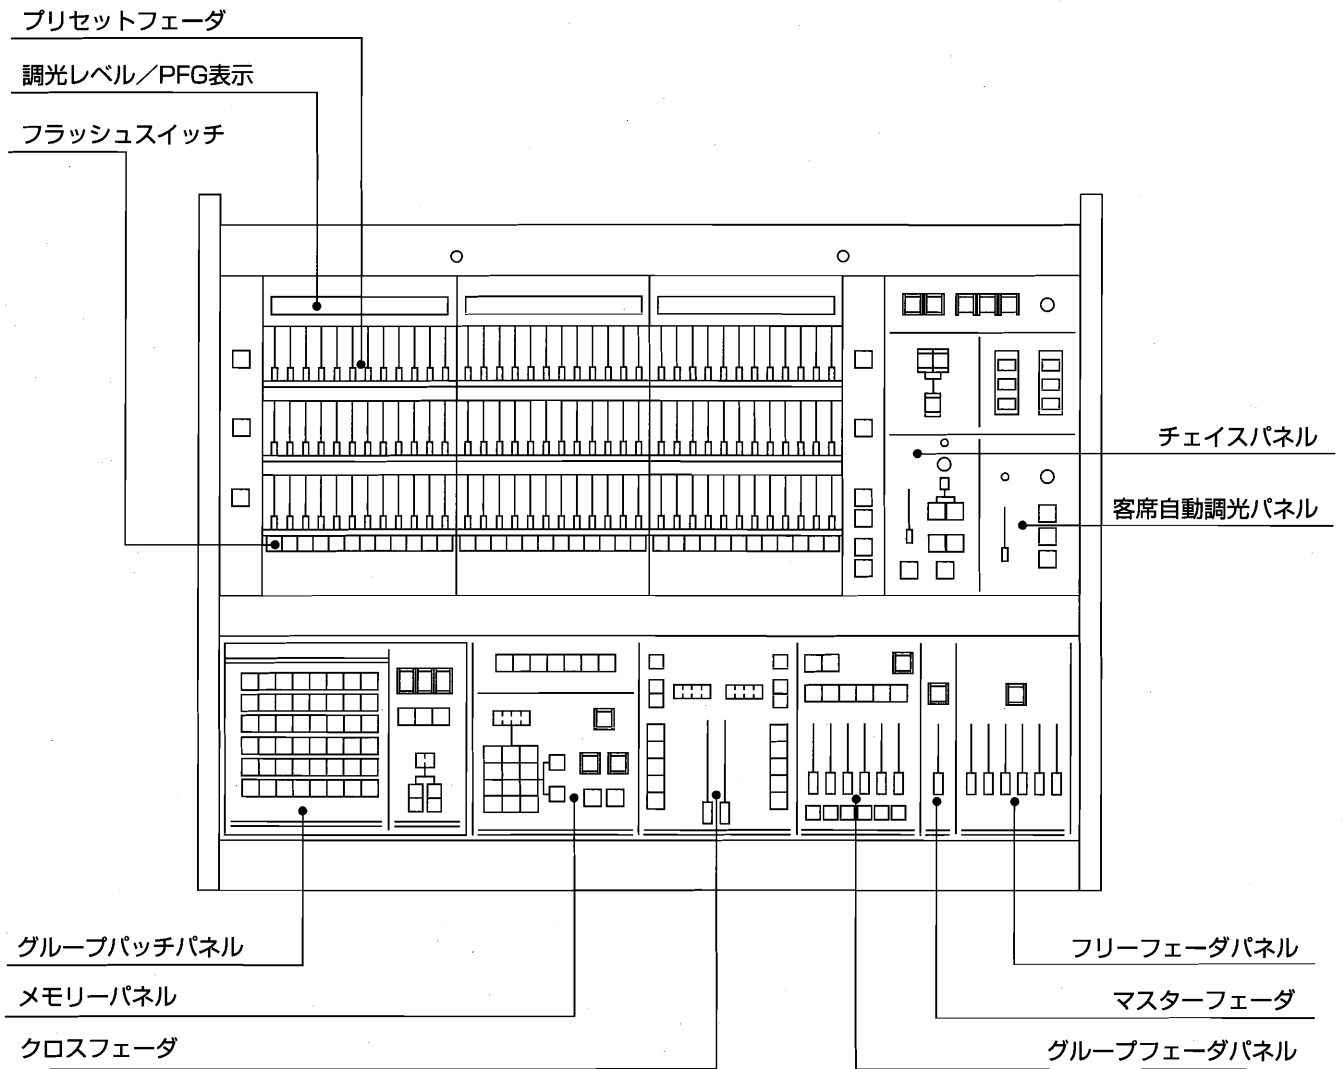 プリセットフェーダ
調光レベル／PFG表示
フラッシュスイッチ
チェイスパネル
客席自動調光パネル
グループパッチパネル
メモリーパネル
クロスフェーダ
フリーフェーダパネル
マスターフェーダ
グループフェーダパネル